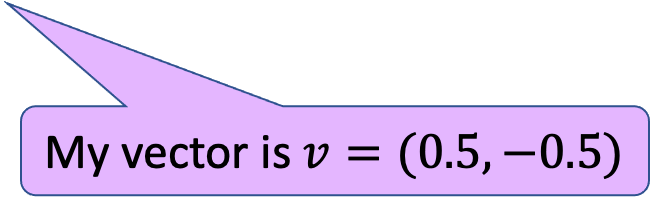 My vector is 𝒗 = (0.5, −0.5)